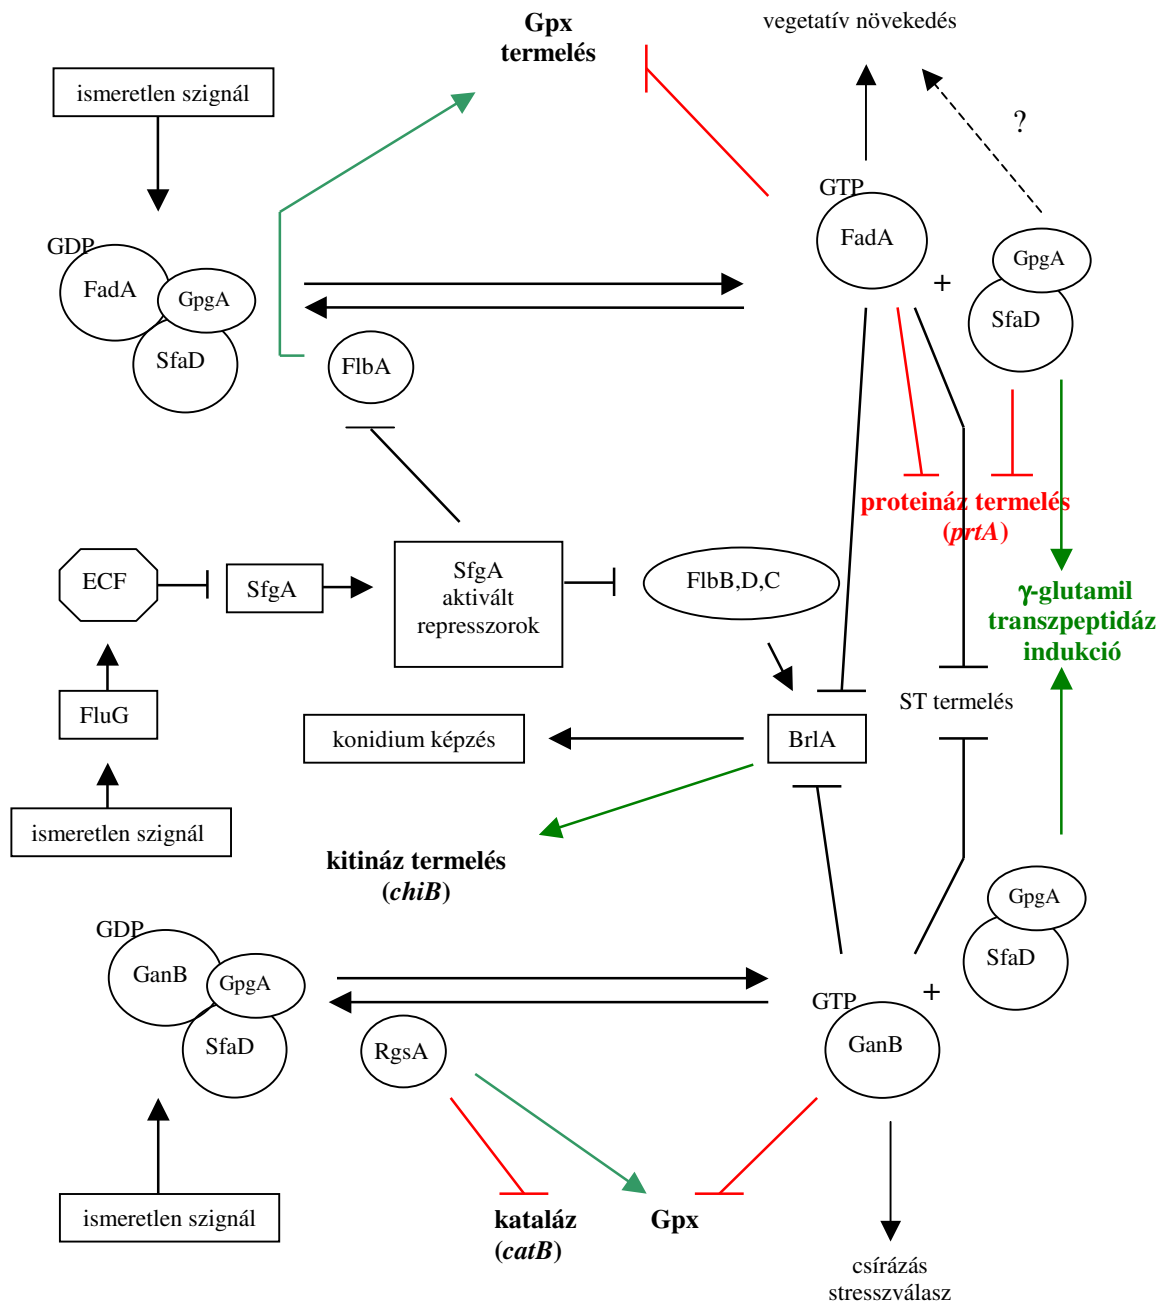 Gpx
termelés
vegetatív növekedés
ismeretlen szignál
?
GTP
FadA
GpgA
+
SfaD
GDP
FadA
GpgA
SfaD
FlbA
proteináz termelés
(prtA)
ECF
SfgA
SfgA
aktivált
represszorok
FlbB,D,C
γ-glutamil
transzpeptidáz
indukció
FluG
konidium képzés
BrlA
ST termelés
ismeretlen szignál
kitináz termelés
(chiB)
GpgA
SfaD
GDP
GanB
GpgA
SfaD
RgsA
GTP
+
GanB
ismeretlen szignál
kataláz
(catB)
Gpx
csírázás
stresszválasz